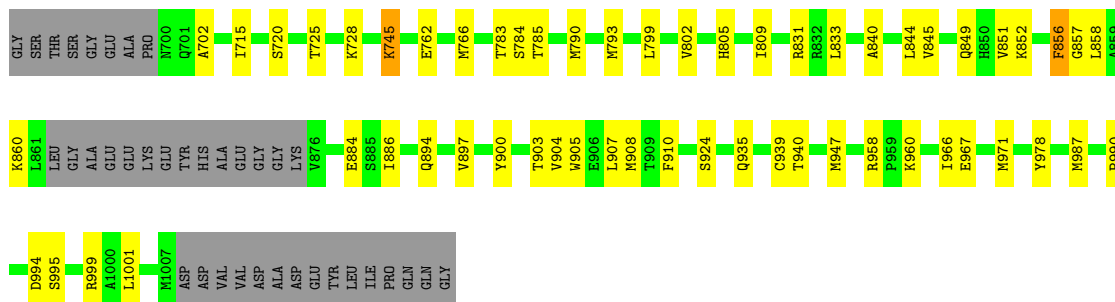 GLY SER THR SER GLY GLU ALA PRO N700 Q701 A702 I715 S720 T725 K728 K745 E762 M766 T783 S784 T785 M790 M793 L799 V802 H805 I809 R831 R832 L833 A840 L844 V845 Q849 H850 V851 K852 F856 G857 L858 A859
K860 L861 LEU GLY ALA GLU GLU LYS GLU TYR HIS ALA GLU GLY GLY LYS V876 E884 S885 I886 Q894 V897 Y900 T903 V904 W905 E906 L907 M908 T909 F910 S924 Q935 C939 T940 M947 R958 P959 K960 I966 E967 M971 Y978 M987
D994 S995 R999 A1000 L1001 M1007 ASP ASP VAL VAL ASP ALA ASP GLU TYR LEU ILE PRO GLN GLN GLY